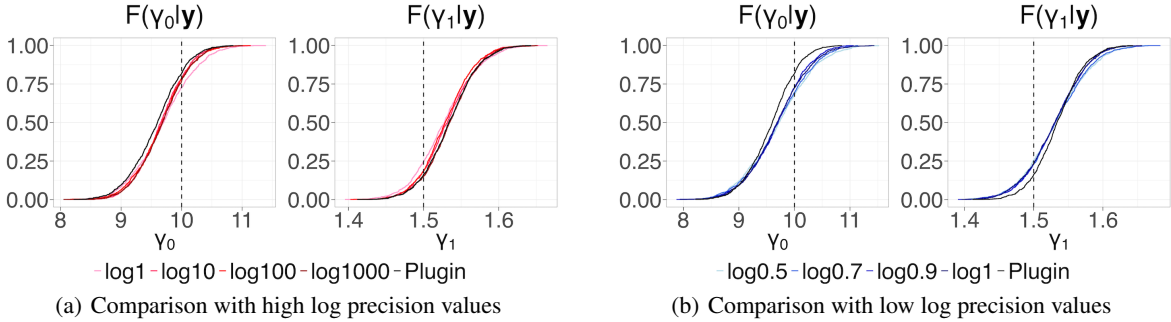 F(γ₀|y) F(γ₁|y) F(γ₀|y) F(γ₁|y)
1.00 1.00 1.00 1.00
0.75 0.75 0.75 0.75
0.50 0.50 0.50 0.50
0.25 0.25 0.25 0.25
0.00 0.00 0.00 0.00
8 9 10 11 1.4 1.5 1.6 8 9 10 11 1.4 1.5 1.6
γ₀ γ₁ γ₀ γ₁
log1 log10 log100 log1000 Plugin log0.5 log0.7 log0.9 log1 Plugin
(a) Comparison with high log precision values (b) Comparison with low log precision values